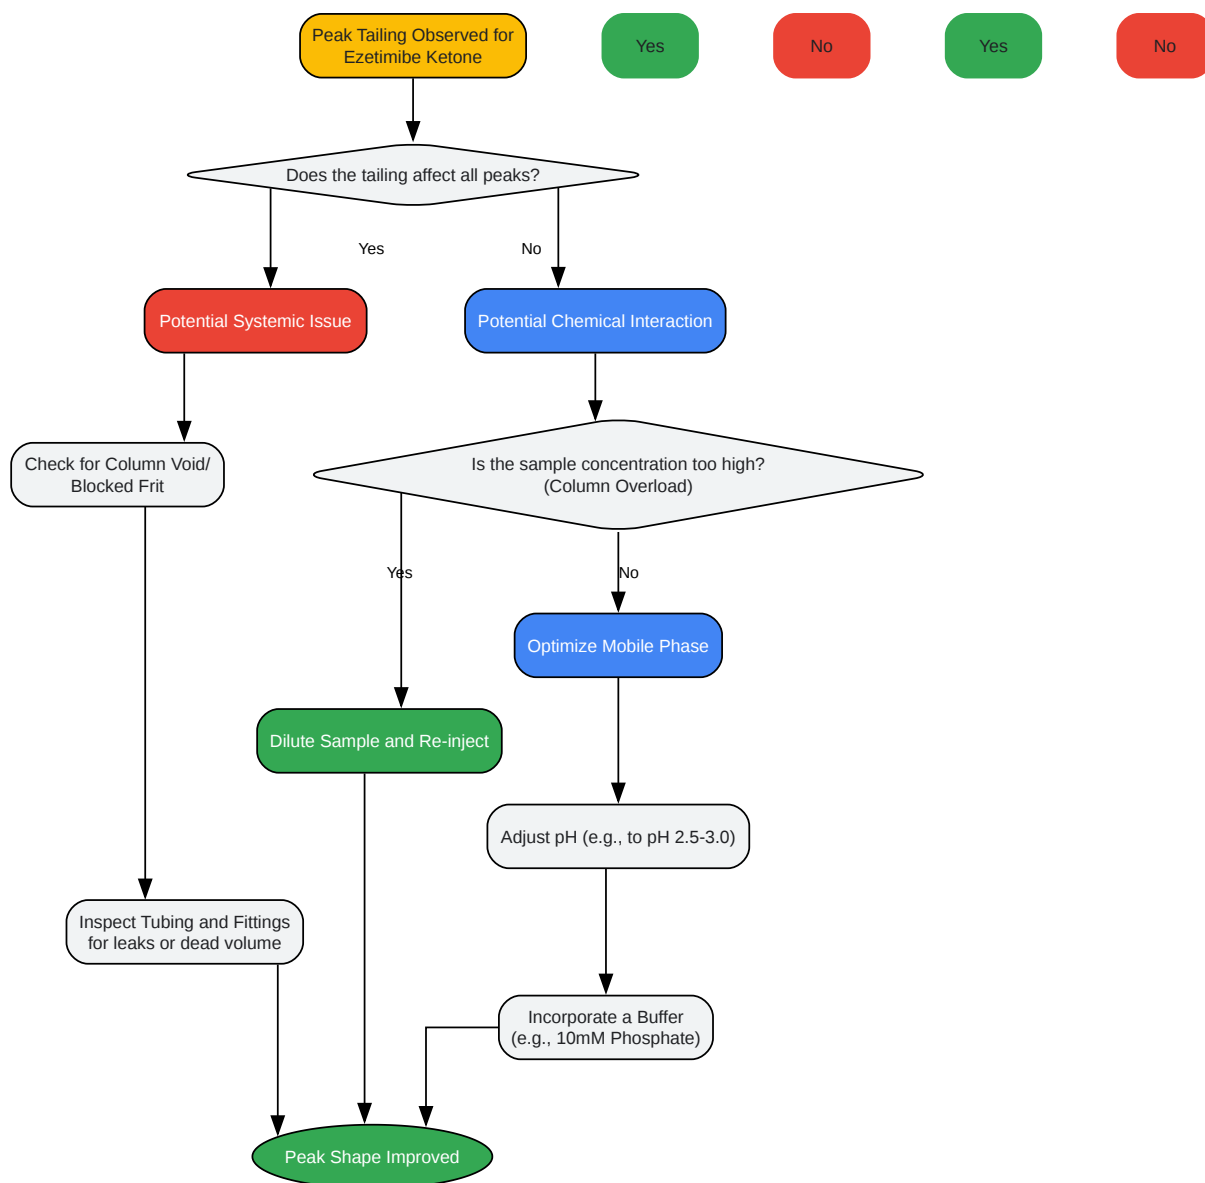 Peak Tailing Observed for
Ezetimibe Ketone
Yes
No
Yes
No
Does the tailing affect all peaks?
Yes
No
Potential Systemic Issue
Potential Chemical Interaction
Check for Column Void/
Blocked Frit
Is the sample concentration too high?
(Column Overload)
Yes
No
Optimize Mobile Phase
Dilute Sample and Re-inject
Adjust pH (e.g., to pH 2.5-3.0)
Inspect Tubing and Fittings
for leaks or dead volume
Incorporate a Buffer
(e.g., 10mM Phosphate)
Peak Shape Improved